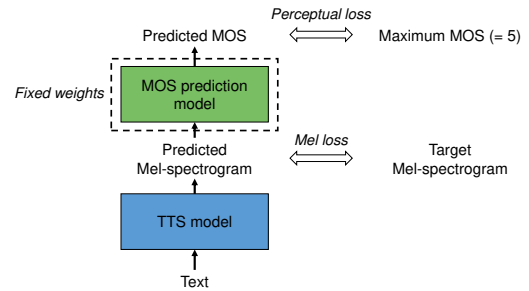 Perceptual loss
Predicted MOS
Maximum MOS (= 5)
Fixed weights
MOS prediction
model
Mel loss
Predicted
Mel-spectrogram
Target
Mel-spectrogram
TTS model
Text